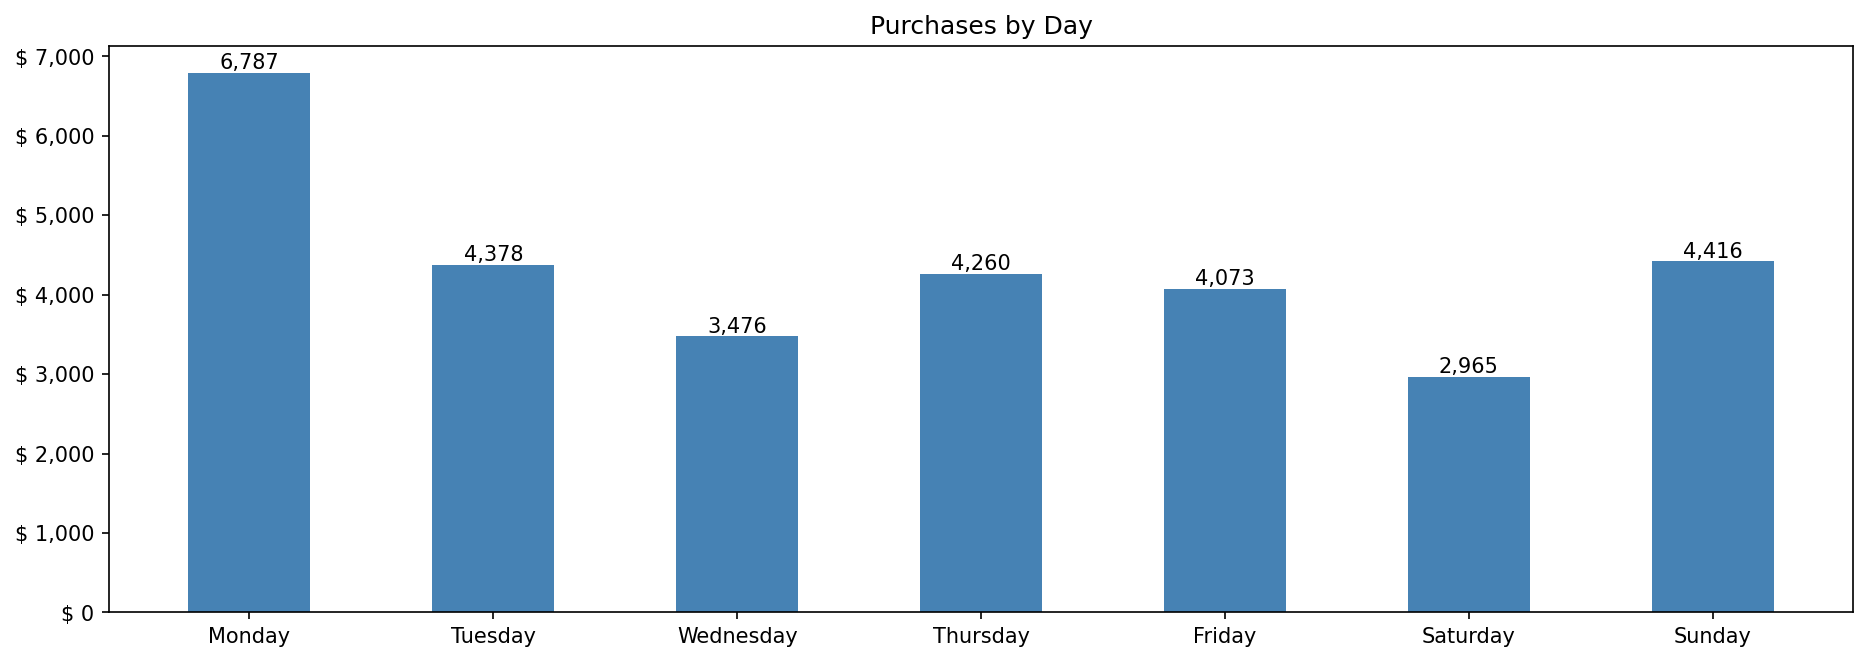 Purchases by Day
$ 7,000
$ 6,000
$ 5,000
$ 4,000
$ 3,000
$ 2,000
$ 1,000
$ 0
6,787
4,378
3,476
4,260
4,073
2,965
4,416
Monday
Tuesday
Wednesday
Thursday
Friday
Saturday
Sunday